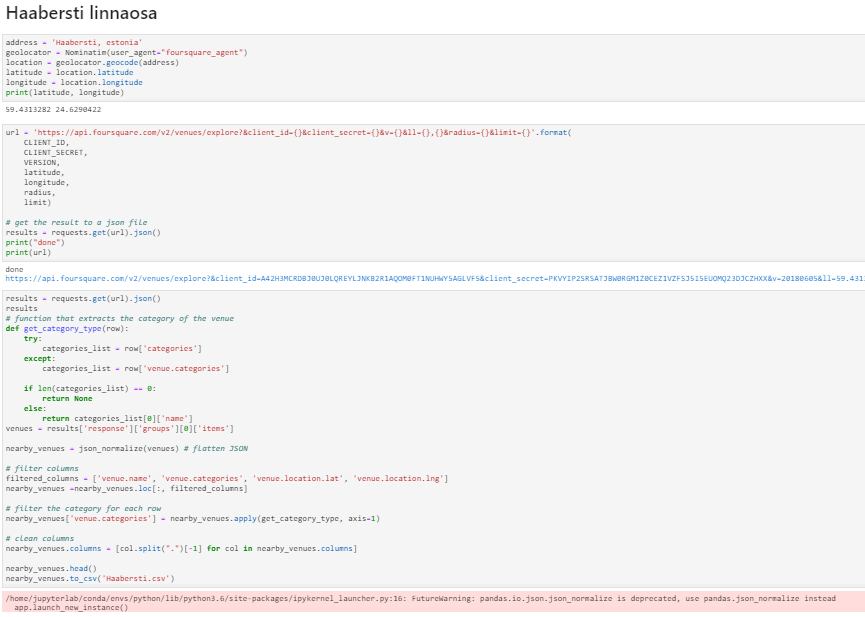 Haabersti linnaosa
address = 'Haabersti, estonia'
geolocator = Nominatim(user_agent="foursquare_agent")
location = geolocator.geocode(address)
latitude = location.latitude
longitude = location.longitude
print(latitude, longitude)
59.4313282 24.6290422
url = 'https://api.foursquare.com/v2/venues/explore?&client_id={}&client_secret={}&v={}&ll={},{}&radius={}&limit={}'.format(
CLIENT_ID,
CLIENT_SECRET,
VERSION,
latitude,
longitude,
radius,
limit)
# get the result to a json file
results = requests.get(url).json()
print("done")
print(url)
done
https://api.foursquare.com/v2/venues/explore?&client_id=
results = requests.get(url).json()
results
# function that extracts the category of the venue
def get_category_type(row):
try:
categories_list = row['categories']
except:
categories_list = row['venue.categories']
if len(categories_list) == 0:
return None
else:
return categories_list[0]['name']
venues = results['response']['groups'][0]['items']
nearby_venues = json_normalize(venues) # flatten JSON
# filter columns
filtered_columns = ['venue.name', 'venue.categories', 'venue.location.lat', 'venue.location.lng']
nearby_venues =nearby_venues.loc[:, filtered_columns]
# filter the category for each row
nearby_venues['venue.categories'] = nearby_venues.apply(get_category_type, axis=1)
# clean columns
nearby_venues.columns = [col.split(".")[-1] for col in nearby_venues.columns]
nearby_venues.head()
nearby_venues.to_csv('Haabersti.csv')
/home/jupyterlab/conda/envs/python/lib/python3.6/site-packages/ipykernel_launcher.py:16: FutureWarning: pandas.io.json.json_normalize is deprecated, use pandas.json_normalize instead
app.launch_new_instance()